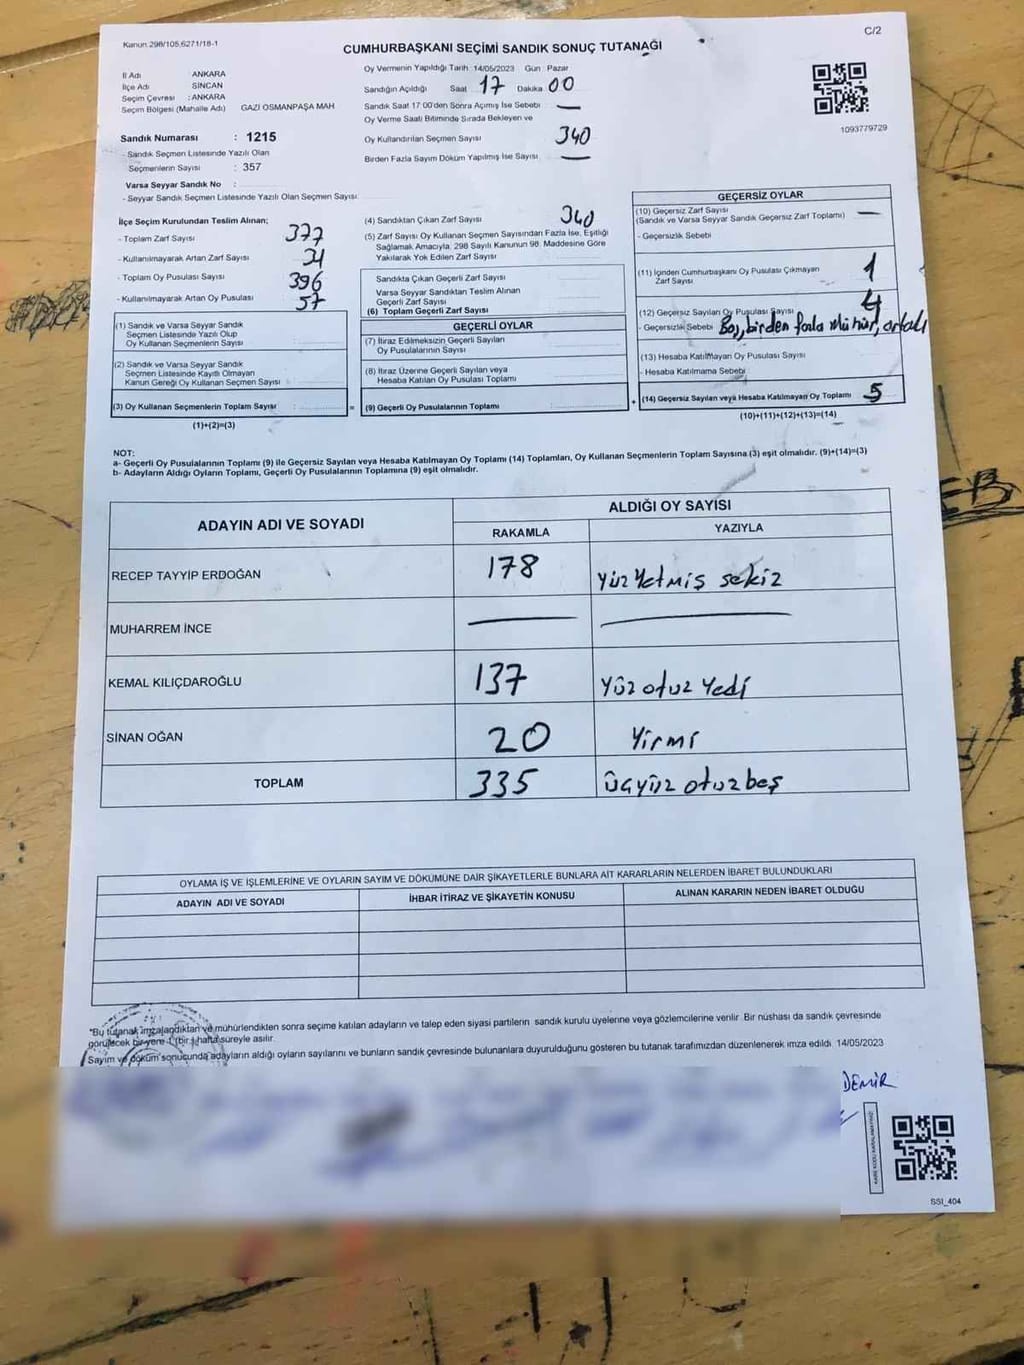 Kanun.298/105,6271/18-1
C/2
CUMHURBAŞKANI SEÇİMİ SANDIK SONUÇ TUTANAĞI
İl Adı : ANKARA
İlçe Adı : SİNCAN
Seçim Çevresi : ANKARA
Seçim Bölgesi (Mahalle Adı) GAZİ OSMANPAŞA MAH
Oy Vermenin Yapıldığı Tarih :14/05/2023 Gün : Pazar
Sandığın Açıldığı Saat 17 Dakika 00
Sandık Saat 17:00'den Sonra Açımış İse Sebebi —
Oy Verme Saati Bitiminde Sırada Bekleyen ve
Oy Kullandırılan Seçmen Sayısı 340
Birden Fazla Sayım Döküm Yapılmış İse Sayısı —
1093779729
Sandık Numarası : 1215
- Sandık Seçmen Listesinde Yazılı Olan
Seçmenlerin Sayısı : 357
Varsa Seyyar Sandık No :
- Seyyar Sandık Seçmen Listesinde Yazılı Olan Seçmen Sayısı:
İlçe Seçim Kurulundan Teslim Alınan;
- Toplam Zarf Sayısı 377
- Kullanılmayarak Artan Zarf Sayısı
- Toplam Oy Pusulası Sayısı 396
- Kullanılmayarak Artan Oy Pusulası 57
(1) Sandık ve Varsa Seyyar Sandık
Seçmen Listesinde Yazılı Olup
Oy Kullanan Seçmenlerin Sayısı :
(2) Sandık ve Varsa Seyyar Sandık
Seçmen Listesinde Kayıtlı Olmayan
Kanun Gereği Oy Kullanan Seçmen Sayısı :
(3) Oy Kullanan Seçmenlerin Toplam Sayısı :
(1)+(2)=(3)
=
(4) Sandıktan Çıkan Zarf Sayısı 340
(5) Zarf Sayısı Oy Kullanan Seçmen Sayısından Fazla İse, Eşitliği
Sağlamak Amacıyla, 298 Sayılı Kanunun 98. Maddesine Göre
Yakılarak Yok Edilen Zarf Sayısı
Sandıkta Çıkan Geçerli Zarf Sayısı :
Varsa Seyyar Sandıktan Teslim Alınan
Geçerli Zarf Sayısı :
(6) Toplam Geçerli Zarf Sayısı :
GEÇERLİ OYLAR
(7) İtiraz Edilmeksizin Geçerli Sayılan
Oy Pusulalarının Sayısı :
(8) İtiraz Üzerine Geçerli Sayılan veya
Hesaba Katılan Oy Pusulası Toplamı :
(9) Geçerli Oy Pusulalarının Toplamı :
+
GEÇERSİZ OYLAR
(10) Geçersiz Zarf Sayısı
(Sandık ve Varsa Seyyar Sandık Geçersiz Zarf Toplamı) —
- Geçersizlik Sebebi
(11) İçinden Cumhurbaşkanı Oy Pusulası Çıkmayan
Zarf Sayısı 1
(12) Geçersiz Sayılan Oy Pusulası Sayısı 4
- Geçersizlik Sebebi Boş, birden fazla mühür,
(13) Hesaba Katılmayan Oy Pusulası Sayısı
- Hesaba Katılmama Sebebi
(14) Geçersiz Sayılan veya Hesaba Katılmayan Oy Toplamı : 5
(10)+(11)+(12)+(13)=(14)
NOT:
a- Geçerli Oy Pusulalarının Toplamı (9) ile Geçersiz Sayılan veya Hesaba Katılmayan Oy Toplamı (14) Toplamları, Oy Kullanan Seçmenlerin Toplam Sayısına (3) eşit olmalıdır. (9)+(14)=(3)
b- Adayların Aldığı Oyların Toplamı, Geçerli Oy Pusulalarının Toplamına (9) eşit olmalıdır.
ADAYIN ADI VE SOYADI
ALDIĞI OY SAYISI
RAKAMLA YAZIYLA
RECEP TAYYİP ERDOĞAN 178 yüz yetmiş sekiz
MUHARREM İNCE — —
KEMAL KILIÇDAROĞLU 137 yüz otuz yedi
SİNAN OĞAN 20 yirmi
TOPLAM 335 üçyüz otuz beş
OYLAMA İŞ VE İŞLEMLERİNE VE OYLARIN SAYIM VE DÖKÜMÜNE DAİR ŞİKAYETLERLE BUNLARA AİT KARARLARIN NELERDEN İBARET BULUNDUKLARI
ADAYIN ADI VE SOYADI İHBAR İTİRAZ VE ŞİKAYETİN KONUSU ALINAN KARARIN NEDEN İBARET OLDUĞU
*Bu tutanak imzalandıktan ve mühürlendikten sonra seçime katılan adayların ve talep eden siyasi partilerin sandık kurulu üyelerine veya gözlemcilerine verilir. Bir nüshası da sandık çevresinde
görülecek bir yere 1 (bir ) hafta süreyle asılır.
Sayım ve döküm sonucunda adayların aldığı oyların sayılarını ve bunların sandık çevresinde bulunanlara duyurulduğunu gösteren bu tutanak tarafımızdan düzenlenerek imza edildi. 14/05/2023
DEMİR
KARE KODU KARALAMAYINIZ!
SSI_404